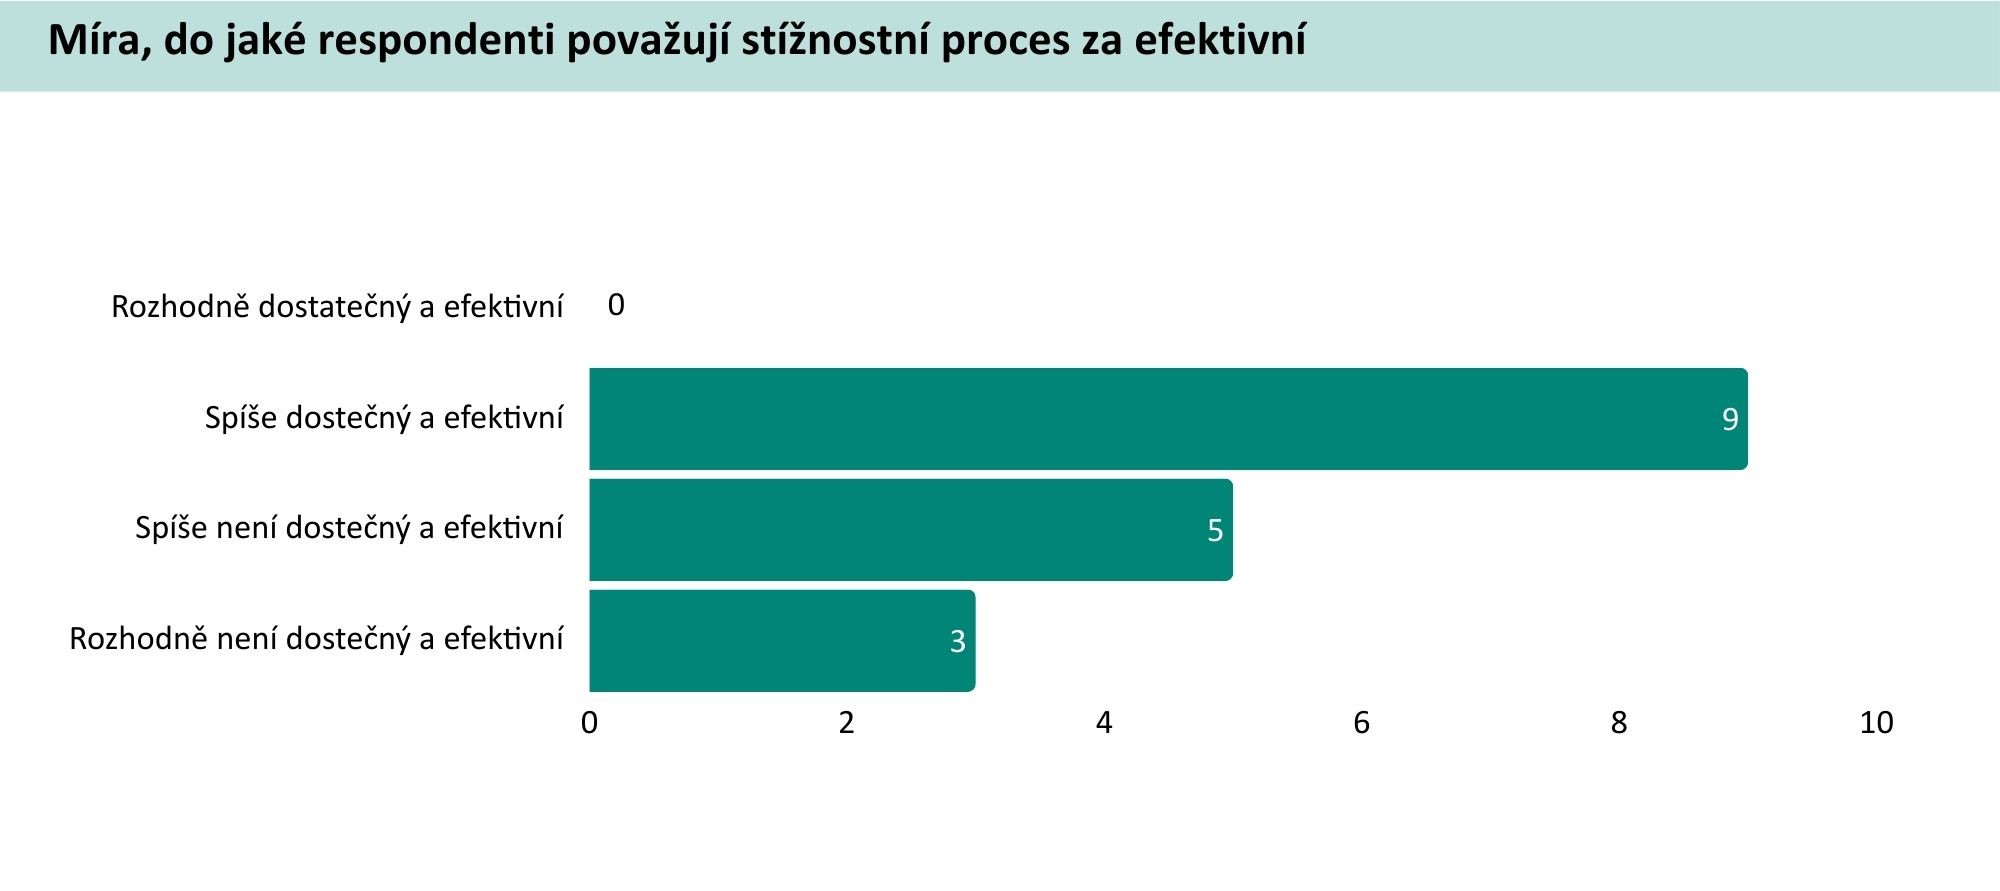 Míra, do jaké respondenti považují stížnostní proces za efektivní
Rozhodně dostatečný a efektivní 0
Spíše dostečný a efektivní 9
Spíše není dostečný a efektivní 5
Rozhodně není dostečný a efektivní 3
0 2 4 6 8 10